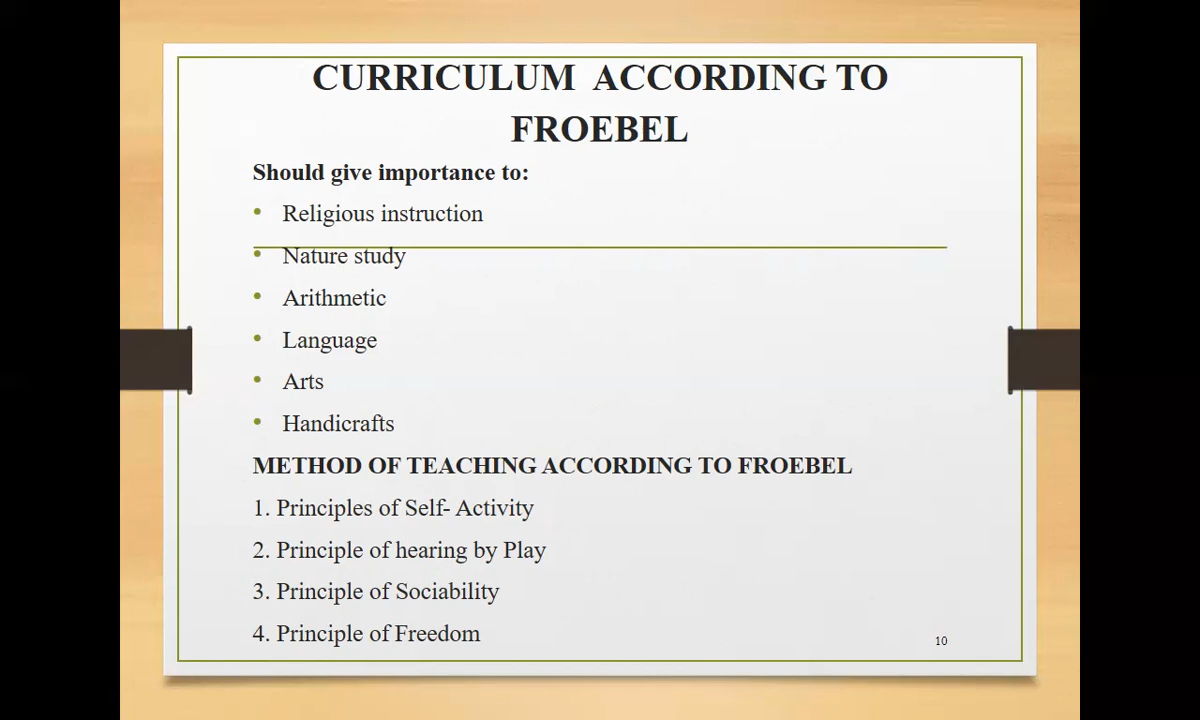 CURRICULUM ACCORDING TO
FROEBEL
Should give importance to:
• Religious instruction
• Nature study
• Arithmetic
• Language
• Arts
• Handicrafts
METHOD OF TEACHING ACCORDING TO FROEBEL
1. Principles of Self- Activity
2. Principle of hearing by Play
3. Principle of Sociability
4. Principle of Freedom
10